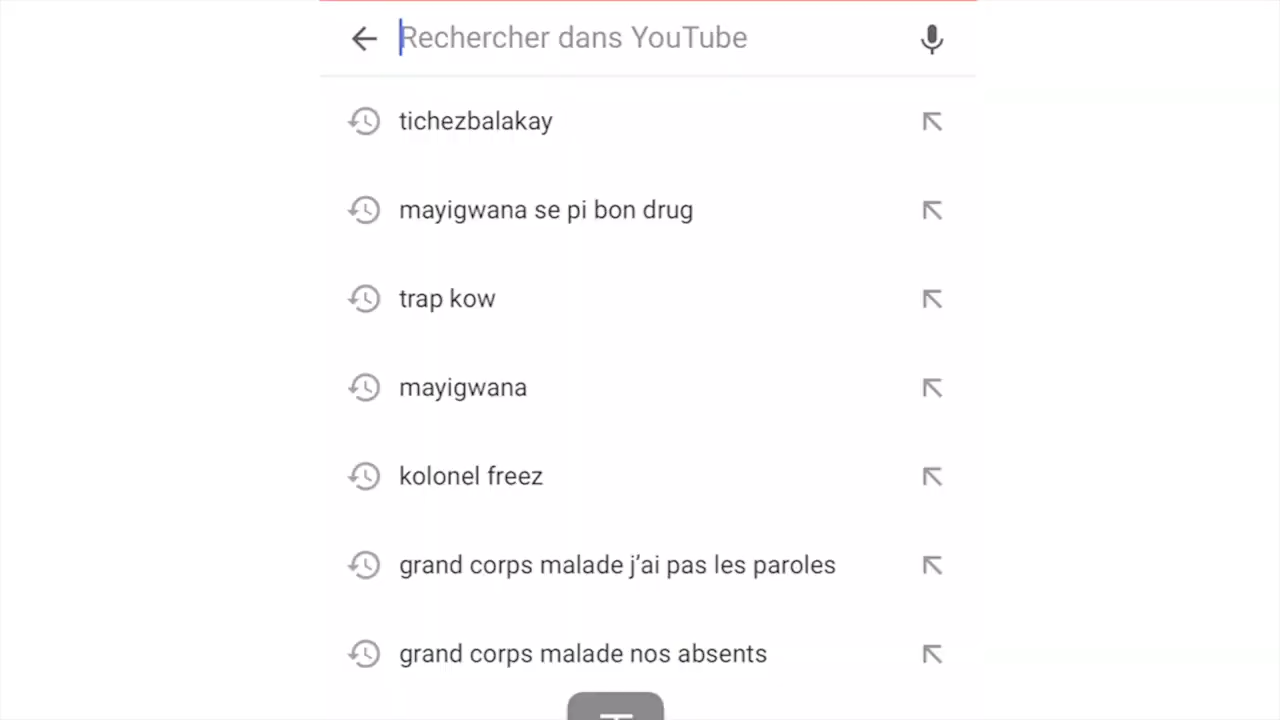 Rechercher dans YouTube
tichezbalakay
mayigwana se pi bon drug
trap kow
mayigwana
kolonel freez
grand corps malade j’ai pas les paroles
grand corps malade nos absents